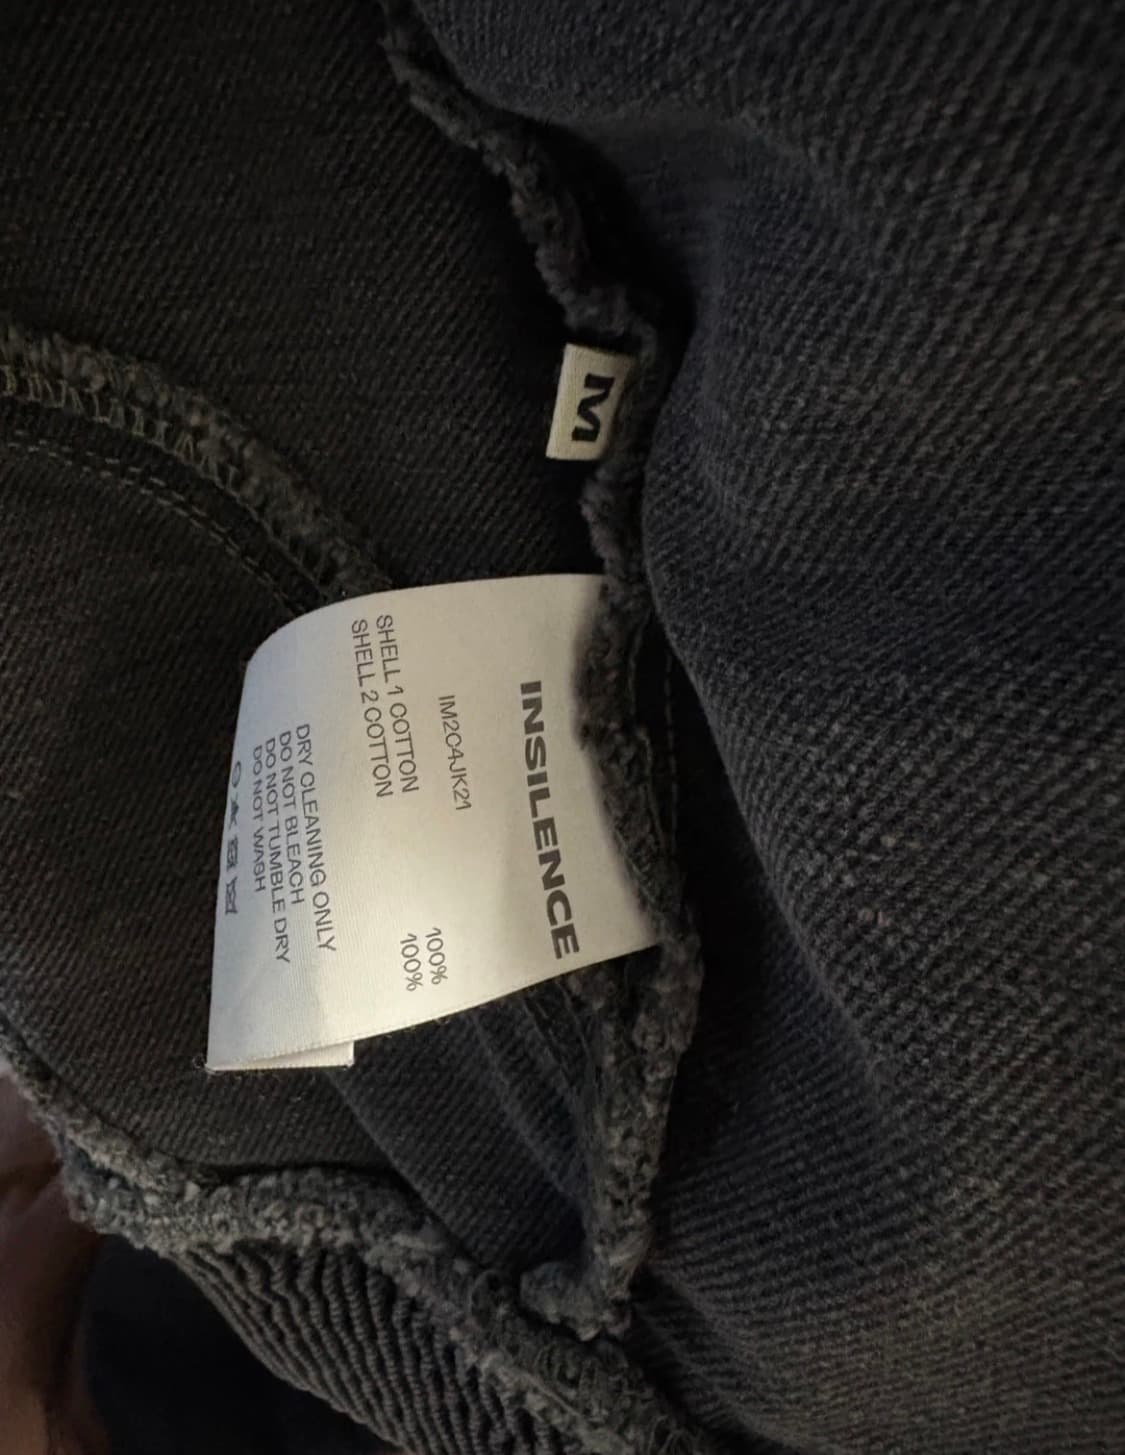 M
INSILENCE
IM2C4JK21
SHELL 1 COTTON 100%
SHELL 2 COTTON 100%
DRY CLEANING ONLY
DO NOT BLEACH
DO NOT TUMBLE DRY
DO NOT WASH